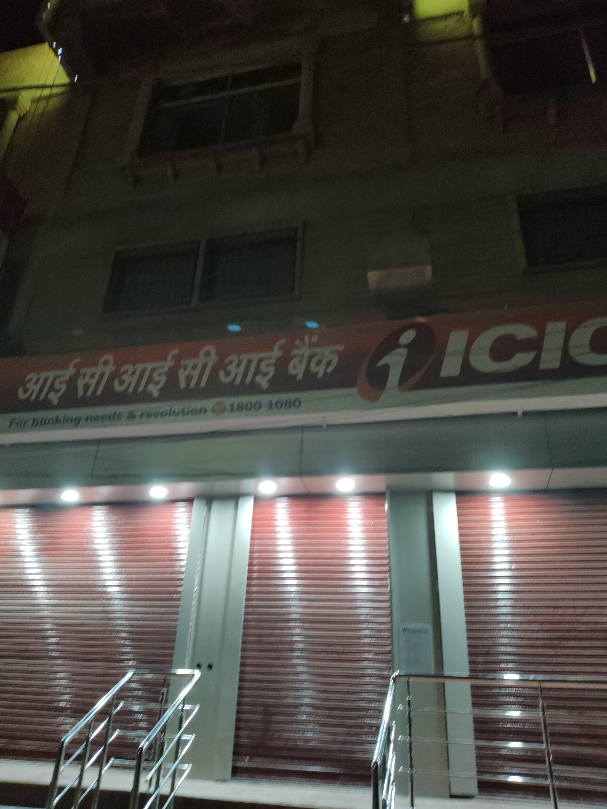 आई सी आई सी आई बैंक
ICIC
For banking needs & resolution 1800 1080